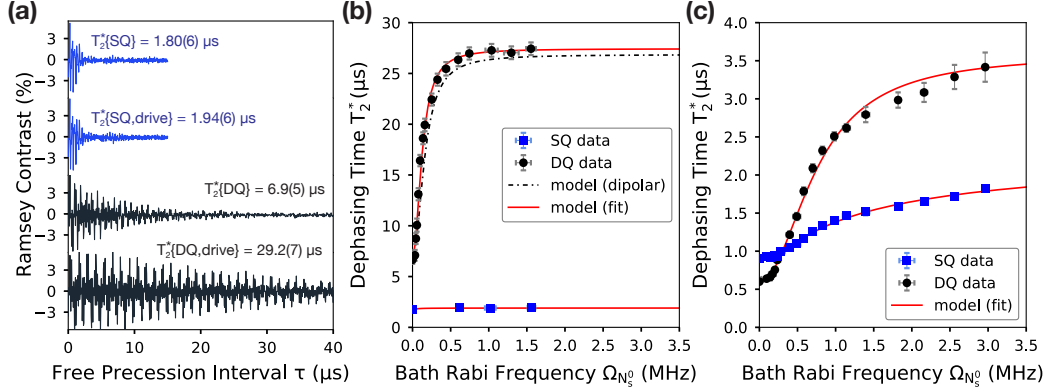 (a)
3
0
−3
3
0
−3
3
0
−3
3
0
−3
Ramsey Contrast (%)
T₂*{SQ} = 1.80(6) μs
T₂*{SQ,drive} = 1.94(6) μs
T₂*{DQ} = 6.9(5) μs
T₂*{DQ,drive} = 29.2(7) μs
0 10 20 30 40
Free Precession Interval τ (μs)
(b)
30
25
20
15
10
5
0
Dephasing Time T₂* (μs)
SQ data
DQ data
model (dipolar)
model (fit)
0.0 0.5 1.0 1.5 2.0 2.5 3.0 3.5
Bath Rabi Frequency Ω_{N_s^0} (MHz)
(c)
4.0
3.5
3.0
2.5
2.0
1.5
1.0
0.5
0.0
Dephasing Time T₂* (μs)
SQ data
DQ data
model (fit)
0.0 0.5 1.0 1.5 2.0 2.5 3.0 3.5
Bath Rabi Frequency Ω_{N_s^0} (MHz)